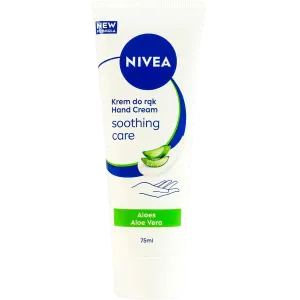 NEW
FORMULA
NIVEA
Krem do rąk
Hand Cream
soothing
care
Aloes
Aloe Vera
75ml